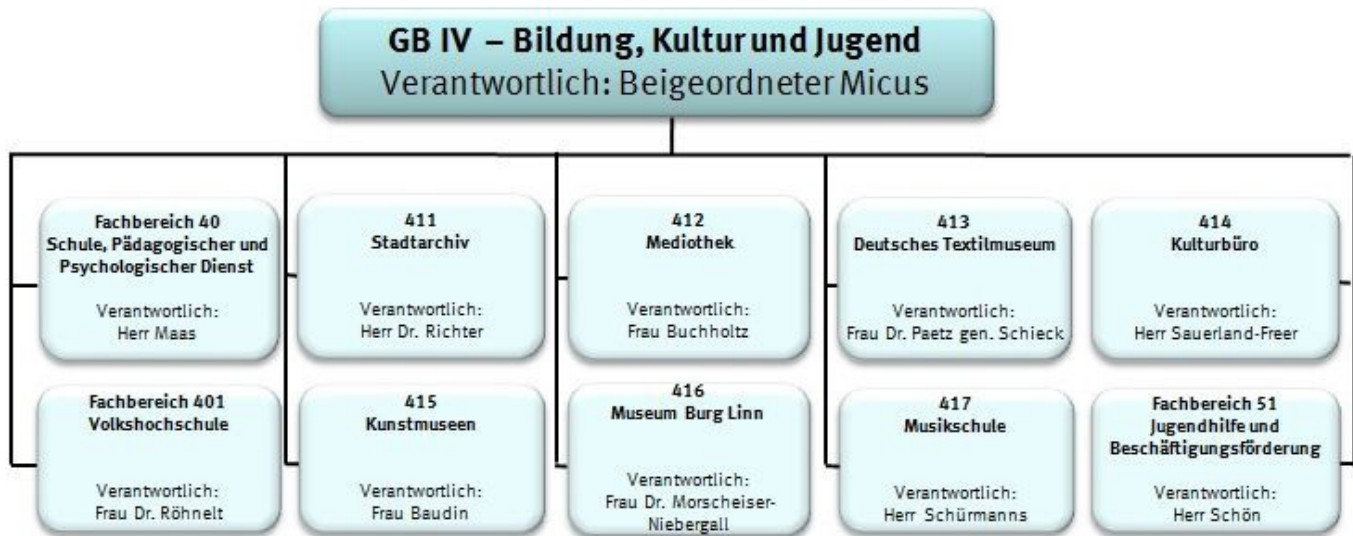 GB IV – Bildung, Kultur und Jugend
Verantwortlich: Beigeordneter Micus
Fachbereich 40
Schule, Pädagogischer und
Psychologischer Dienst
Verantwortlich:
Herr Maas
411
Stadtarchiv
Verantwortlich:
Herr Dr. Richter
412
Mediothek
Verantwortlich:
Frau Buchholtz
413
Deutsches Textilmuseum
Verantwortlich:
Frau Dr. Paetz gen. Schieck
414
Kulturbüro
Verantwortlich:
Herr Sauerland-Freer
Fachbereich 401
Volkshochschule
Verantwortlich:
Frau Dr. Röhnelt
415
Kunstmuseen
Verantwortlich:
Frau Baudin
416
Museum Burg Linn
Verantwortlich:
Frau Dr. Morscheiser-
Niebergall
417
Musikschule
Verantwortlich:
Herr Schürmanns
Fachbereich 51
Jugendhilfe und
Beschäftigungsförderung
Verantwortlich:
Herr Schön